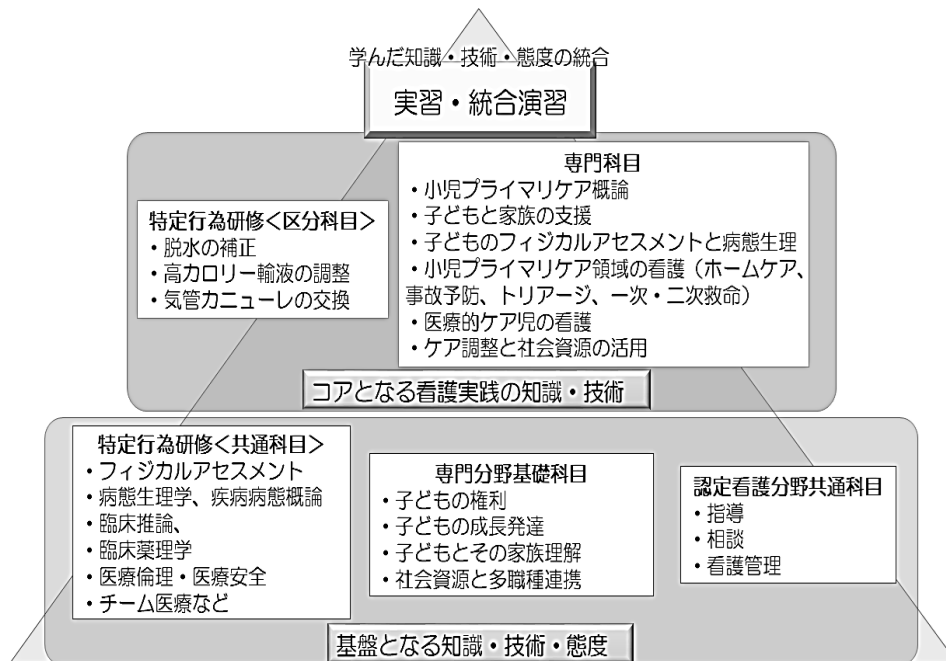 学んだ知識・技術・態度の統合
実習・統合演習
特定行為研修＜区分科目＞
・脱水の補正
・高カロリー輸液の調整
・気管カニューレの交換
専門科目
・小児プライマリケア概論
・子どもと家族の支援
・子どものフィジカルアセスメントと病態生理
・小児プライマリケア領域の看護（ホームケア、
事故予防、トリアージ、一次・二次救命）
・医療的ケア児の看護
・ケア調整と社会資源の活用
コアとなる看護実践の知識・技術
特定行為研修＜共通科目＞
・フィジカルアセスメント
・病態生理学、疾病病態概論
・臨床推論、
・臨床薬理学
・医療倫理・医療安全
・チーム医療など
専門分野基礎科目
・子どもの権利
・子どもの成長発達
・子どもとその家族理解
・社会資源と多職種連携
認定看護分野共通科目
・指導
・相談
・看護管理
基盤となる知識・技術・態度